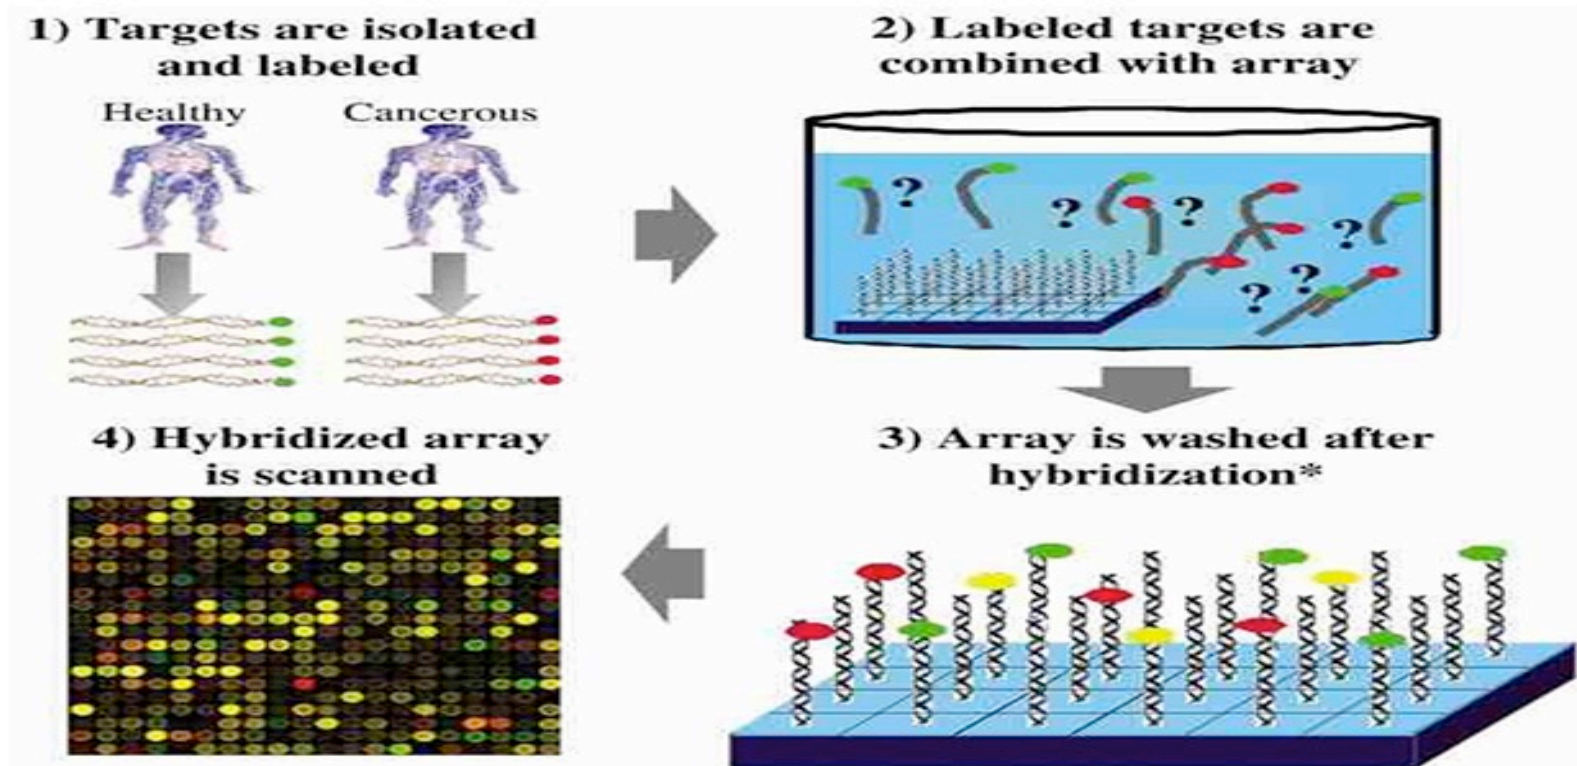 1) Targets are isolated
and labeled
Healthy
Cancerous
2) Labeled targets are
combined with array
?
?
?
?
?
?
3) Array is washed after
hybridization*
4) Hybridized array
is scanned